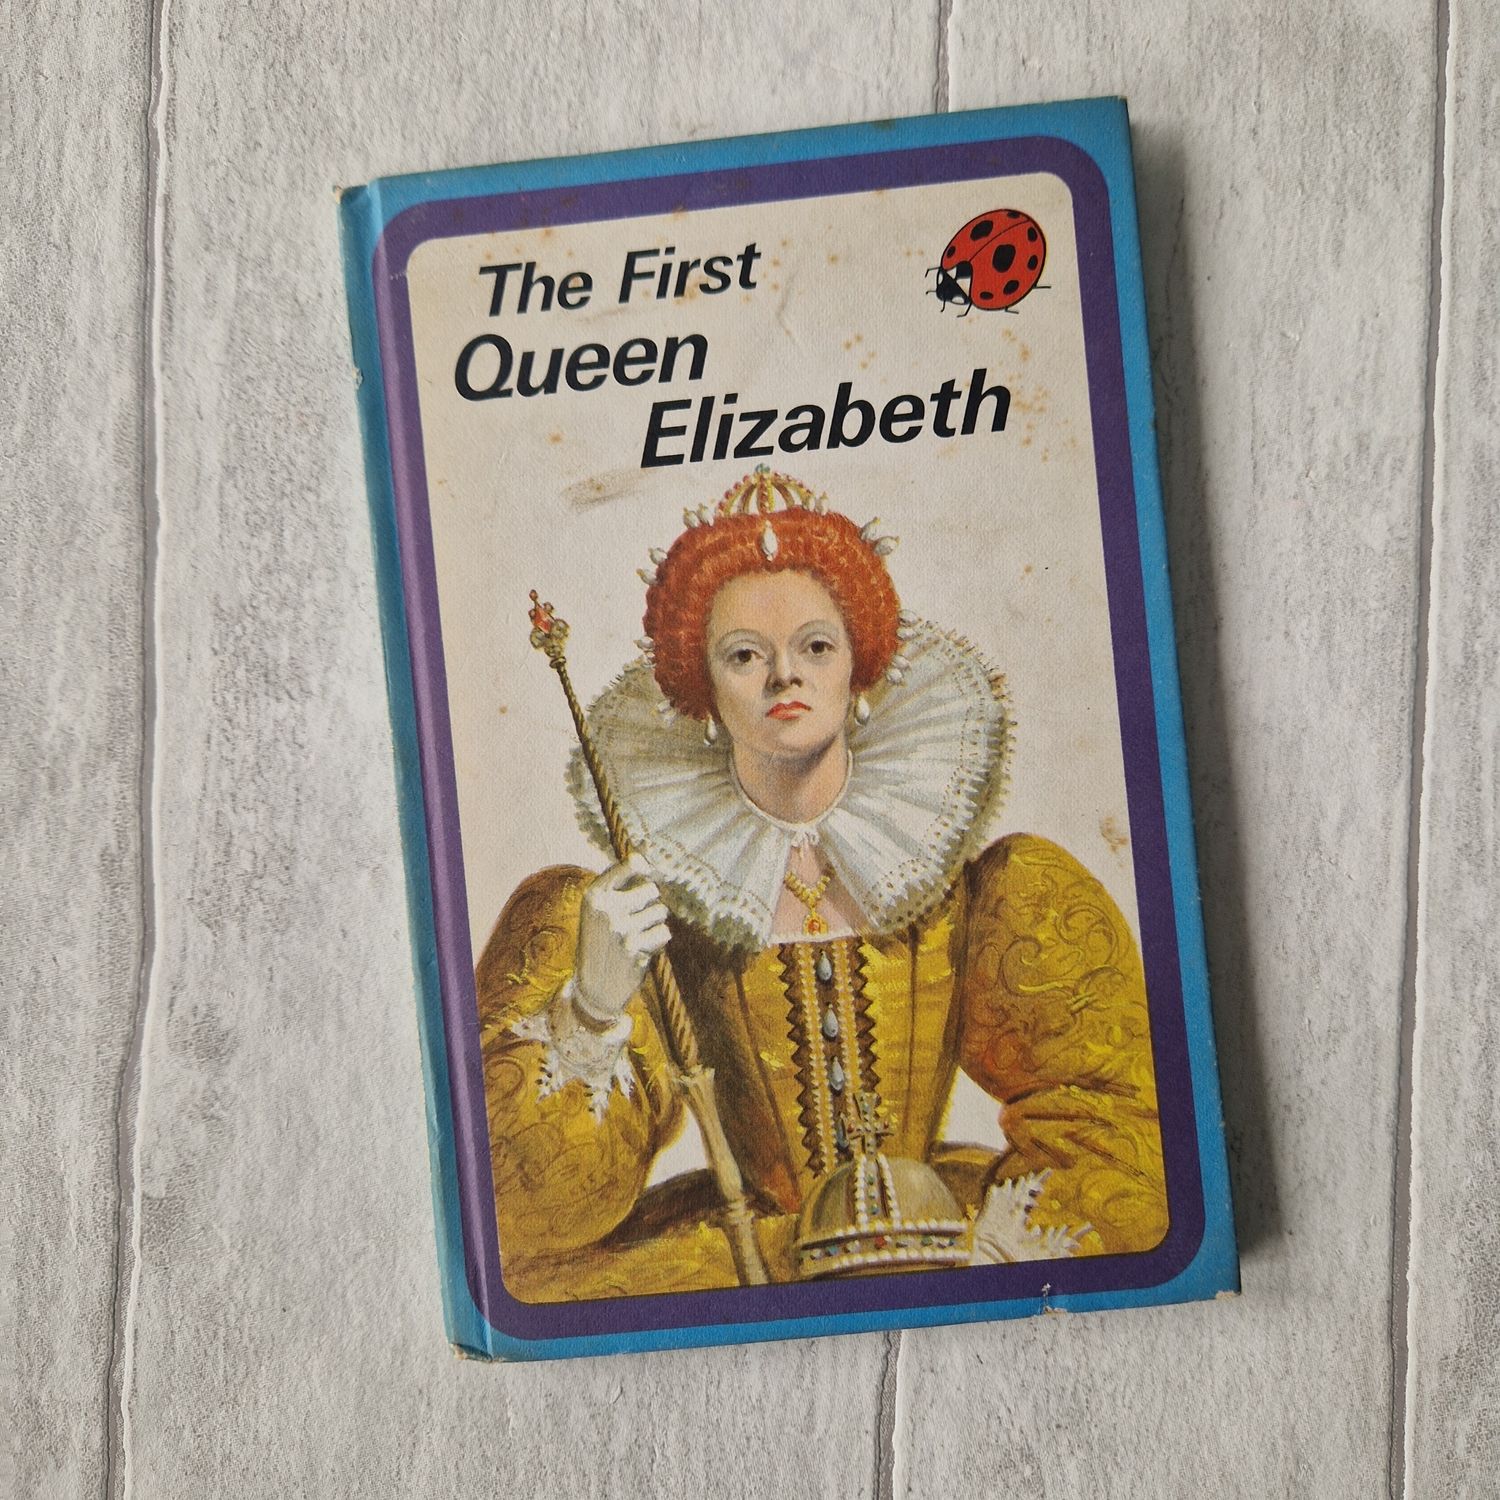 The First
Queen
Elizabeth